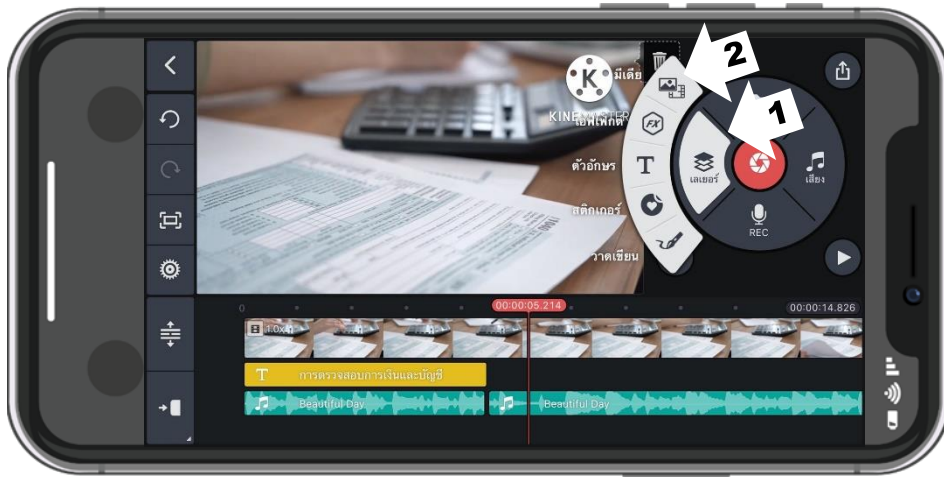 2
1
มีเดีย
KINEMASTER
เอฟเฟกต์
ตัวอักษร
สติกเกอร์
วาดเขียน
FX
T
K
เลเยอร์
เสียง
REC
1040
0
00:00:05.214
00:00:14.826
1.0x
T การตรวจสอบการเงินและบัญชี
Beautiful Day
Beautiful Day